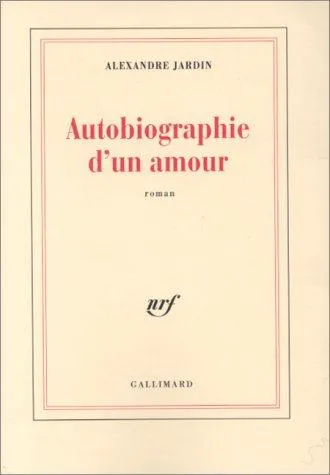 ALEXANDRE JARDIN
Autobiographie
d'un amour
roman
nrf
GALLIMARD